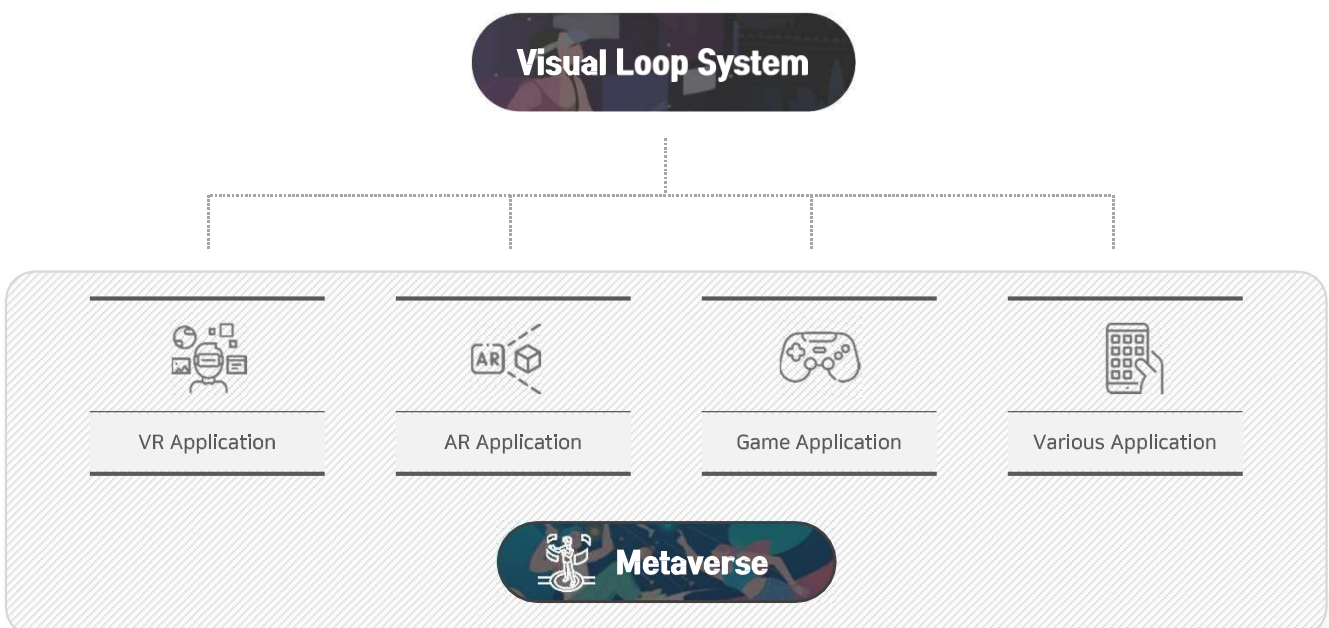 Visual Loop System
AR
VR Application
AR Application
Game Application
Various Application
Metaverse